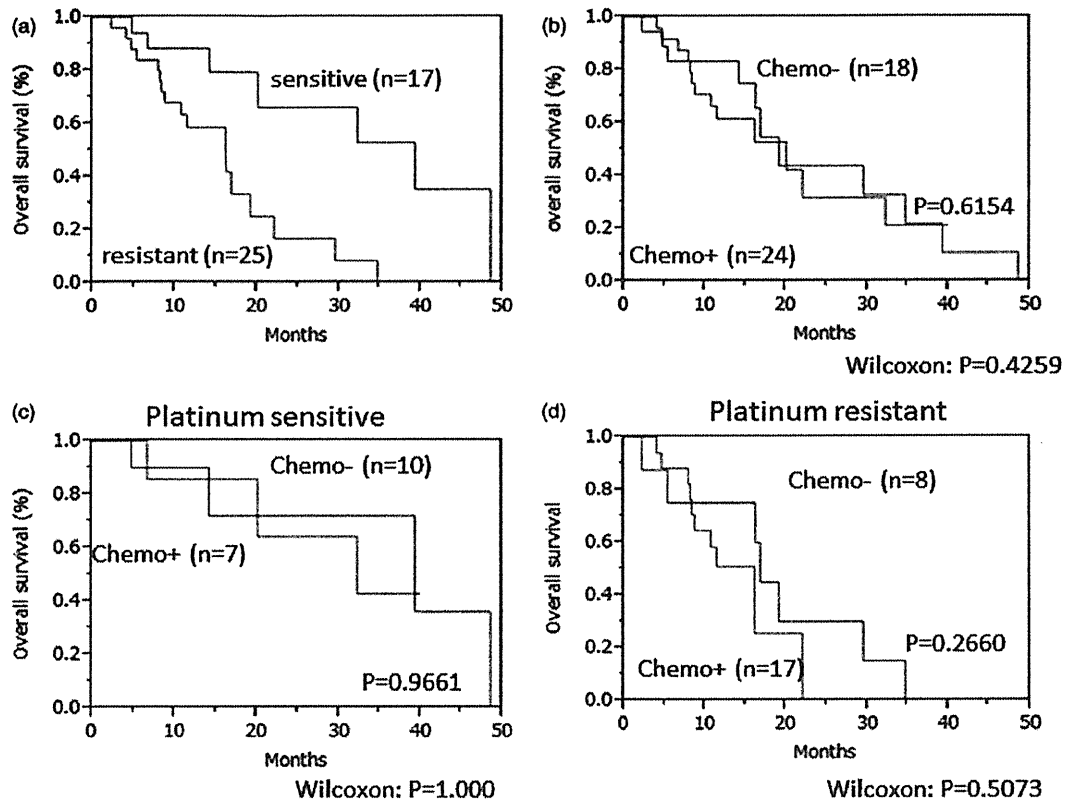 (a)
1.0
0.8
0.6
0.4
0.2
0.0
Overall survival (%)
sensitive (n=17)
resistant (n=25)
0 10 20 30 40 50
Months
(b)
1.0
0.8
0.6
0.4
0.2
0.0
overall survival (%)
Chemo- (n=18)
P=0.6154
Chemo+ (n=24)
0 10 20 30 40 50
Months
Wilcoxon: P=0.4259
(c)
Platinum sensitive
1.0
0.8
0.6
0.4
0.2
0.0
Overall survival (%)
Chemo- (n=10)
Chemo+ (n=7)
P=0.9661
0 10 20 30 40 50
Months
Wilcoxon: P=1.000
(d)
Platinum resistant
1.0
0.8
0.6
0.4
0.2
0.0
Overall survival
Chemo- (n=8)
P=0.2660
Chemo+ (n=17)
0 10 20 30 40 50
Months
Wilcoxon: P=0.5073